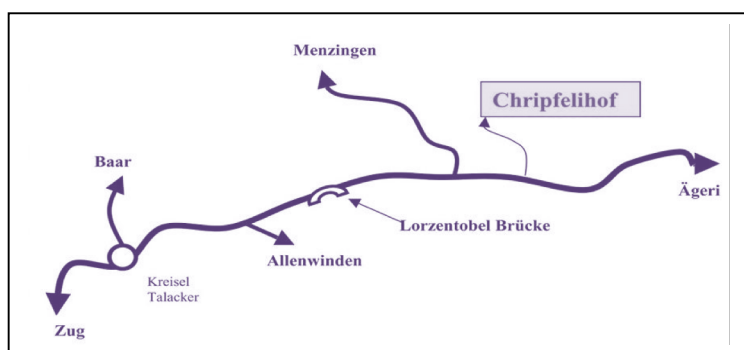 Menzingen
Chripfelihof
Baar
Ägeri
Lorzentobel Brücke
Allenwinden
Kreisel
Talacker
Zug